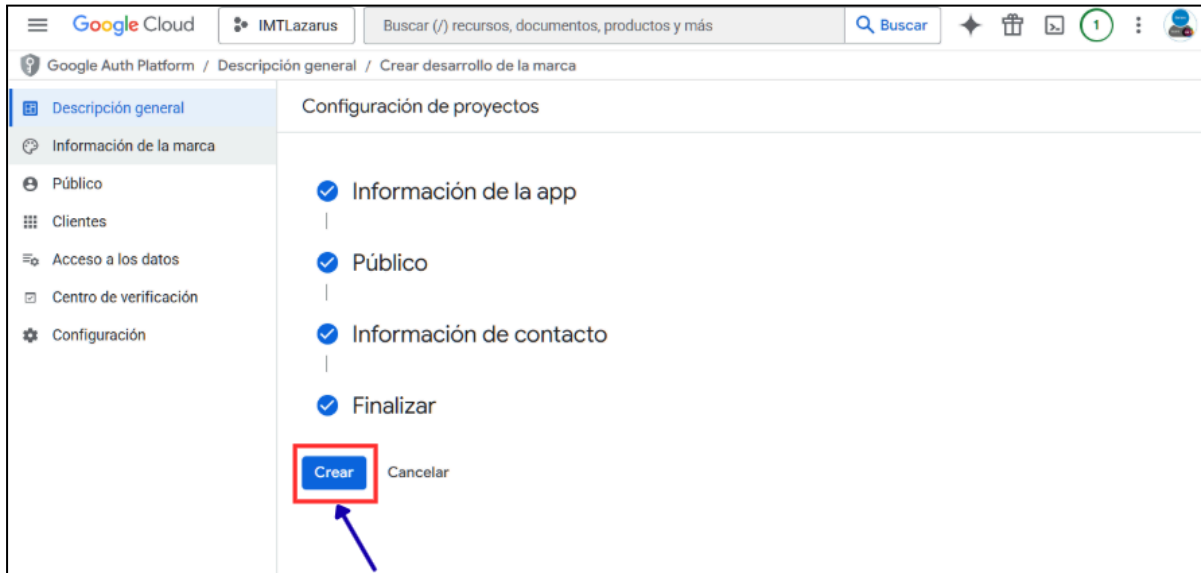 Google Cloud
IMTLazarus
Buscar (/) recursos, documentos, productos y más
Buscar
1
Google Auth Platform / Descripción general / Crear desarrollo de la marca
Descripción general
Información de la marca
Público
Clientes
Acceso a los datos
Centro de verificación
Configuración
Configuración de proyectos
Información de la app
Público
Información de contacto
Finalizar
Crear
Cancelar